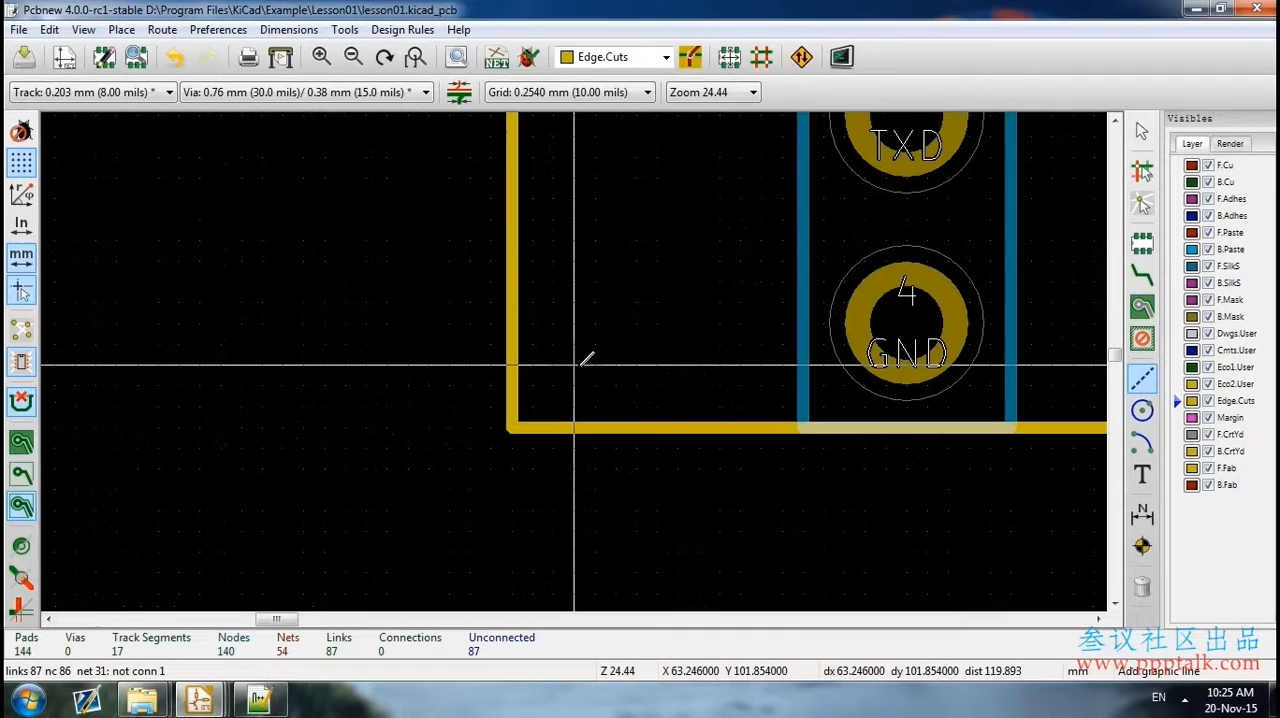 Pcbnew 4.0.0-rc1-stable D:\Program Files\KiCad\Example\Lesson01\lesson01.kicad_pcb
File Edit View Place Route Preferences Dimensions Tools Design Rules Help
NET
Edge.Cuts
Track: 0.203 mm (8.00 mils) *
Via: 0.76 mm (30.0 mils)/ 0.38 mm (15.0 mils) *
Grid: 0.2540 mm (10.00 mils)
Zoom 24.44
Visibles
Layer Render
F.Cu
B.Cu
F.Adhes
B.Adhes
F.Paste
B.Paste
F.SilkS
B.SilkS
F.Mask
B.Mask
Dwgs.User
Cmts.User
Eco1.User
Eco2.User
Edge.Cuts
Margin
F.CrtYd
B.CrtYd
F.Fab
B.Fab
In
mm
TXD
4
GND
T
N
Pads Vias Track Segments Nodes Nets Links Connections Unconnected
144 0 17 140 54 87 0 87
叁议社区出品
www.ppptalk.com
links 87 nc 86 net 31: not conn 1
Z 24.44
X 63.246000 Y 101.854000
dx 63.246000 dy 101.854000 dist 119.893
mm
Add graphic line
EN
10:25 AM
20-Nov-15